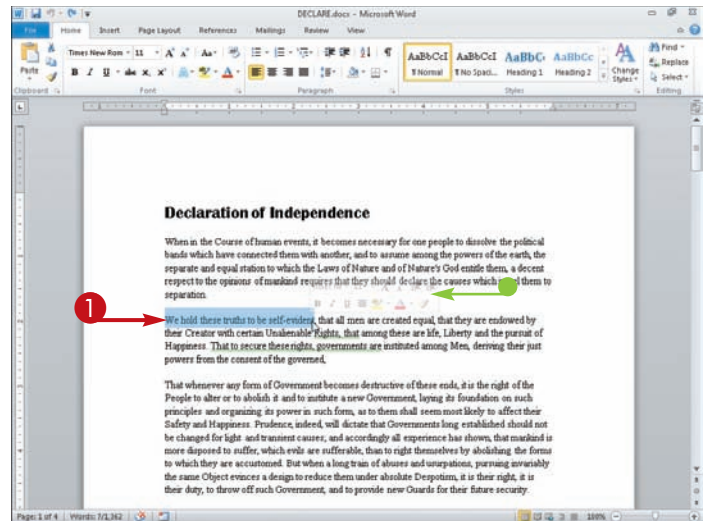 DECLARE.docx - Microsoft Word
File Home Insert Page Layout References Mailings Review View
Times New Rom 11 A A Aa
Find
Replace
Select
Paste
B I U abe x, x² A
AaBbCcI AaBbCcI AaBbC AaBbCc
¶ Normal ¶ No Spaci... Heading 1 Heading 2
Change Styles
Clipboard Font Paragraph Styles Editing
Declaration of Independence
When in the Course of human events, it becomes necessary for one people to dissolve the political
bands which have connected them with another, and to assume among the powers of the earth, the
separate and equal station to which the Laws of Nature and of Nature's God entitle them, a decent
respect to the opinions of mankind requires that they should declare the causes which impel them to
separation.
1
We hold these truths to be self-evident, that all men are created equal, that they are endowed by
their Creator with certain Unalienable Rights, that among these are life, Liberty and the pursuit of
Happiness. That to secure these rights, governments are instituted among Men, deriving their just
powers from the consent of the governed,
That whenever any form of Government becomes destructive of these ends, it is the right of the
People to alter or to abolish it and to institute a new Government, laying its foundation on such
principles and organizing its power in such form, as to them shall seem most likely to affect their
Safety and Happiness. Prudence, indeed, will dictate that Governments long established should not
be changed for light and transient causes; and accordingly all experience has shown, that mankind is
more disposed to suffer, which evils are sufferable, than to right themselves by abolishing the forms
to which they are accustomed. But when a long train of abuses and usurpations, pursuing invariably
the same Object evinces a design to reduce them under absolute Despotism, it is their right, it is
their duty, to throw off such Government, and to provide new Guards for their future security.
Page: 1 of 4 Words: 7/1,362 100%